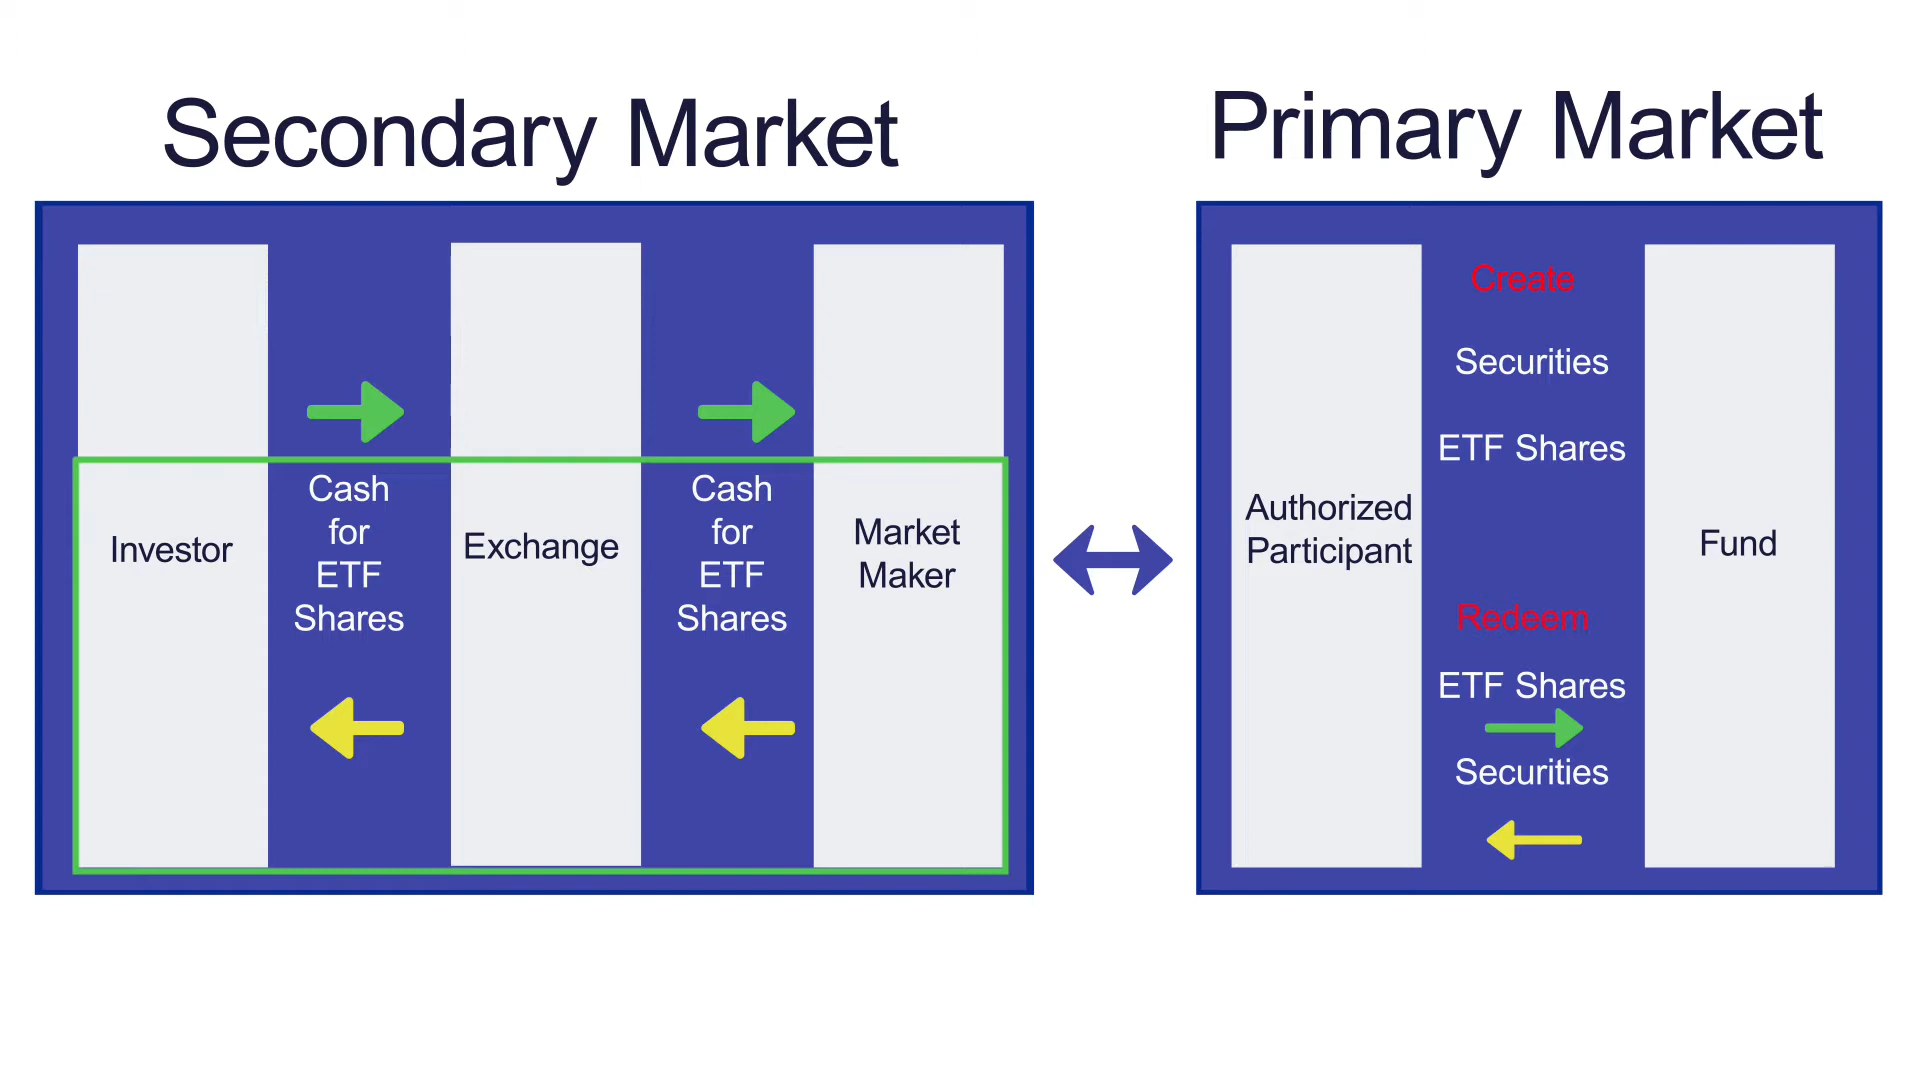 Secondary Market
Primary Market
Investor
Cash
for
ETF
Shares
Exchange
Cash
for
ETF
Shares
Market
Maker
Authorized
Participant
Create
Securities
ETF Shares
Redeem
ETF Shares
Securities
Fund